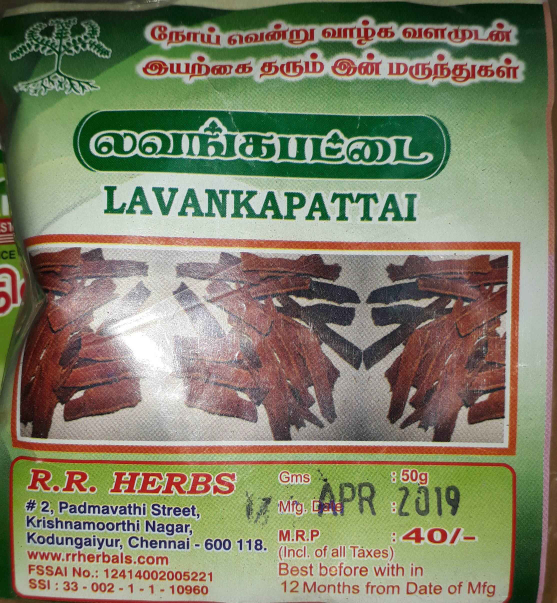 நோய் வென்று வாழ்க வளமுடன்
இயற்கை தரும் இன் மருந்துகள்
லவங்கபட்டை
LAVANKAPATTAI
R.R. HERBS
# 2, Padmavathi Street,
Krishnamoorthi Nagar,
Kodungaiyur, Chennai - 600 118.
www.rrherbals.com
FSSAI No.: 12414002005221
SSI : 33 - 002 - 1 - 1 - 10960
Gms : 50g
Mfg. Date : APR 2019
M.R.P : 40/-
(Incl. of all Taxes)
Best before with in
12 Months from Date of Mfg